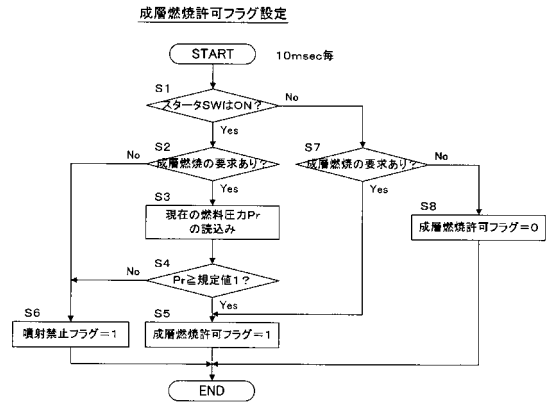 成層燃焼許可フラグ設定
START
10msec毎
S1
スタータSWはON?
No
Yes
S2
成層燃焼の要求あり?
No
Yes
S7
成層燃焼の要求あり?
No
Yes
S3
現在の燃料圧力Pr
の読込み
S8
成層燃焼許可フラグ=0
S4
Pr≧規定値1?
No
Yes
S6
噴射禁止フラグ=1
S5
成層燃焼許可フラグ=1
END